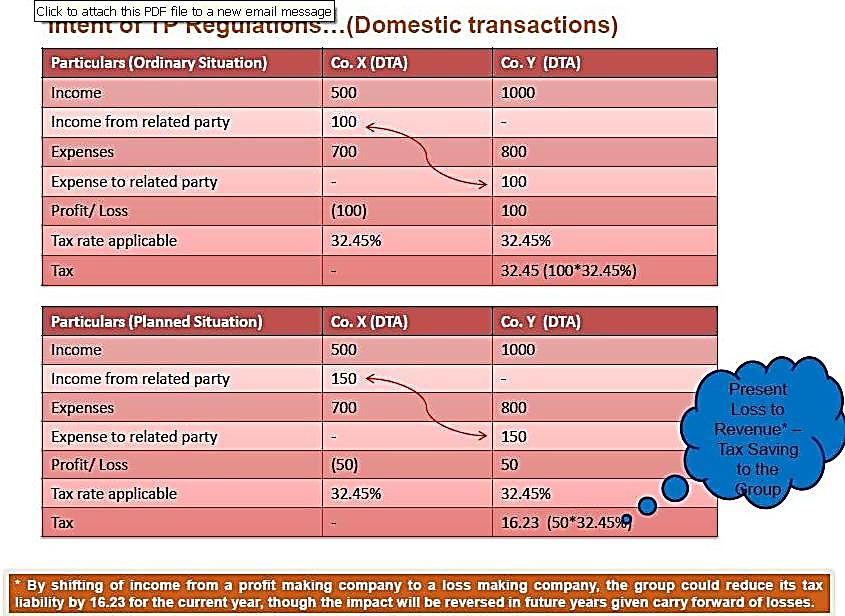 Click to attach this PDF file to a new email message
Intent of TP Regulations…(Domestic transactions)
Particulars (Ordinary Situation) Co. X (DTA) Co. Y (DTA)
Income 500 1000
Income from related party 100 -
Expenses 700 800
Expense to related party - 100
Profit/ Loss (100) 100
Tax rate applicable 32.45% 32.45%
Tax - 32.45 (100*32.45%)
Particulars (Planned Situation) Co. X (DTA) Co. Y (DTA)
Income 500 1000
Income from related party 150 -
Expenses 700 800
Expense to related party - 150
Profit/ Loss (50) 50
Tax rate applicable 32.45% 32.45%
Tax - 16.23 (50*32.45%)
Present
Loss to
Revenue* –
Tax Saving
to the
Group
* By shifting of income from a profit making company to a loss making company, the group could reduce its tax
liability by 16.23 for the current year, though the impact will be reversed in future years given carry forward of losses.